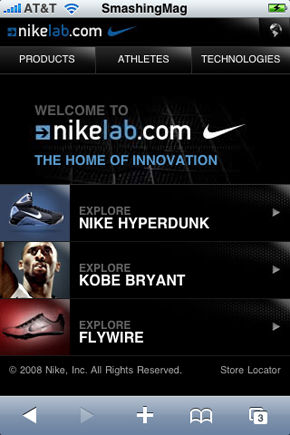 AT&T SmashingMag
nikelab.com
PRODUCTS ATHLETES TECHNOLOGIES
WELCOME TO
nikelab.com
THE HOME OF INNOVATION
EXPLORE
NIKE HYPERDUNK
EXPLORE
KOBE BRYANT
EXPLORE
FLYWIRE
© 2008 Nike, Inc. All Rights Reserved. Store Locator
3